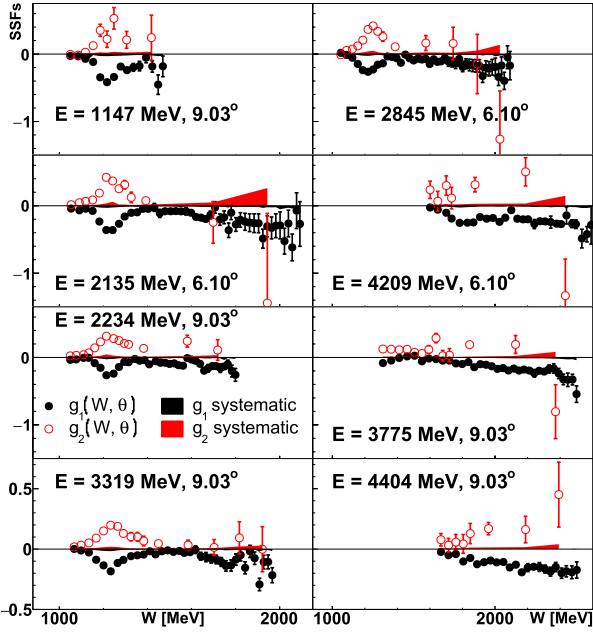 SSFs
0
−1
E = 1147 MeV, 9.03°
E = 2845 MeV, 6.10°
0
−1
E = 2135 MeV, 6.10°
E = 4209 MeV, 6.10°
E = 2234 MeV, 9.03°
0
−1
g1(W, θ) g1 systematic
g2(W, θ) g2 systematic
E = 3775 MeV, 9.03°
E = 3319 MeV, 9.03°
E = 4404 MeV, 9.03°
0.5
0
−0.5
1000 W [MeV] 2000 1000 2000 W [MeV]